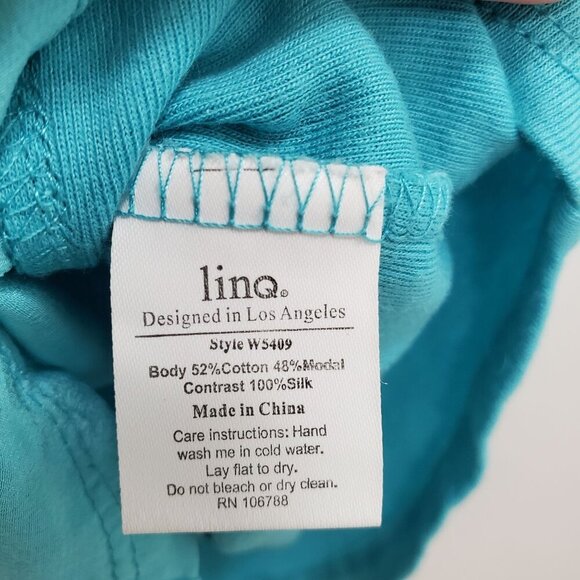 linQ®
Designed in Los Angeles
Style W5409
Body 52%Cotton 48%Modal
Contrast 100%Silk
Made in China
Care instructions: Hand
wash me in cold water.
Lay flat to dry.
Do not bleach or dry clean.
RN 106788